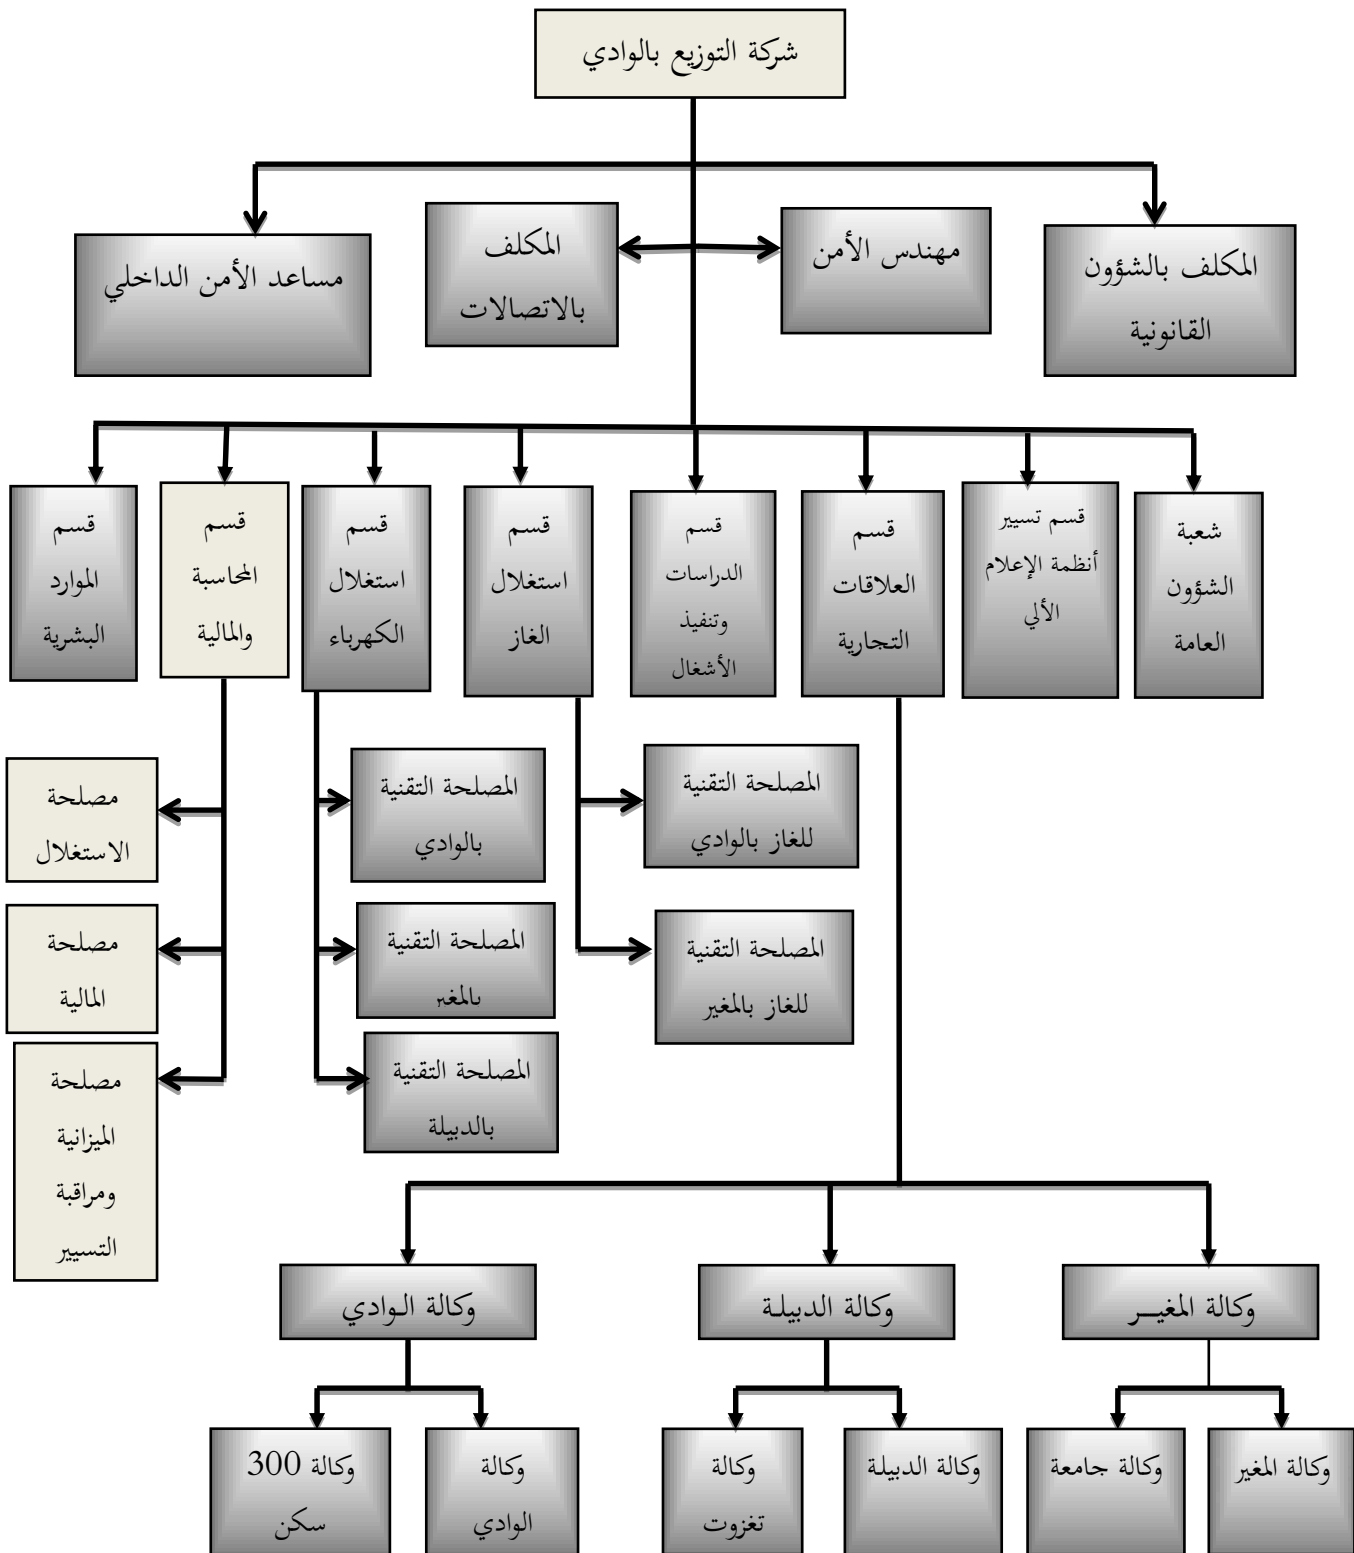 شركة التوزيع بالوادي
المكلف بالشؤون
القانونية
مهندس الأمن
المكلف
بالاتصالات
مساعد الأمن الداخلي
شعبة
الشؤون
العامة
قسم تسيير
أنظمة الإعلام
الألي
قسم
العلاقات
التجارية
قسم
الدراسات
وتنفيذ
الأشغال
قسم
استغلال
الغاز
قسم
استغلال
الكهرباء
قسم
المحاسبة
والمالية
قسم
الموارد
البشرية
المصلحة التقنية
للغاز بالوادي
المصلحة التقنية
للغاز بالمغير
المصلحة التقنية
بالوادي
المصلحة التقنية
بالمغير
المصلحة التقنية
بالدبيلة
مصلحة
الاستغلال
مصلحة
المالية
مصلحة
الميزانية
ومراقبة
التسيير
وكالة المغيـــر
وكالة الدبيلـة
وكالة الـوادي
وكالة المغير
وكالة جامعة
وكالة الدبيلة
وكالة
تغزوت
وكالة
الوادي
وكالة 300
سكن